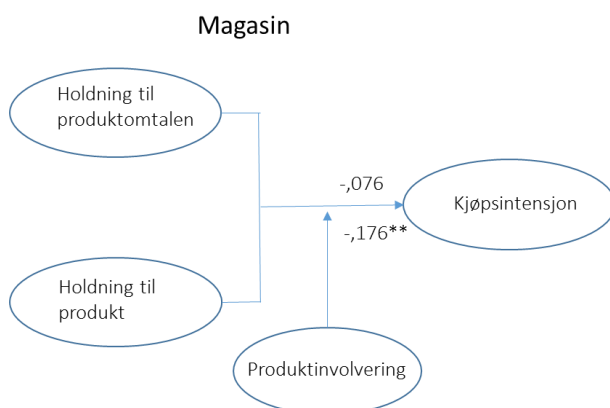 Magasin
Holdning til
produktomtalen
-,076
Kjøpsintensjon
-,176**
Holdning til
produkt
Produktinvolvering